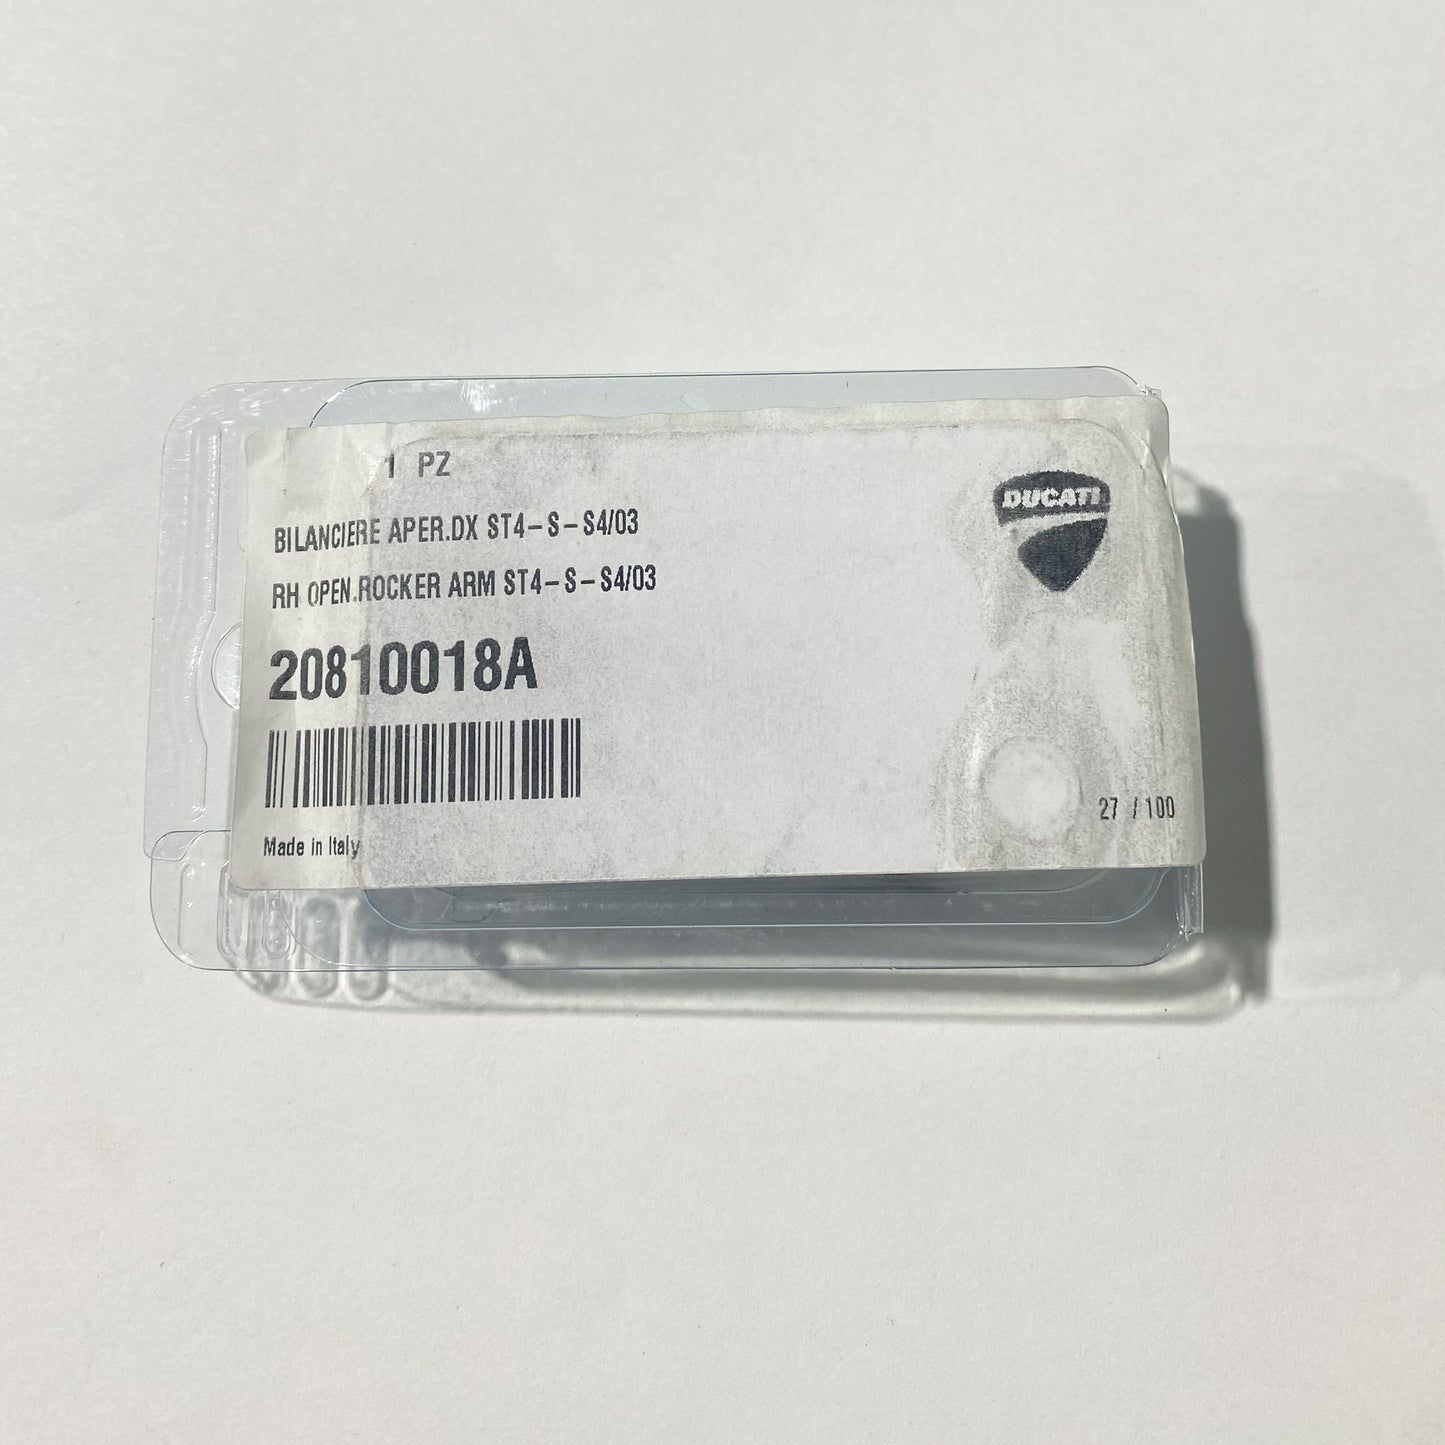 1 PZ
BILANCIERE APER.DX ST4-S-S4/03
RH OPEN.ROCKER ARM ST4-S-S4/03
20810018A
Made in Italy
DUCATI
27 / 100